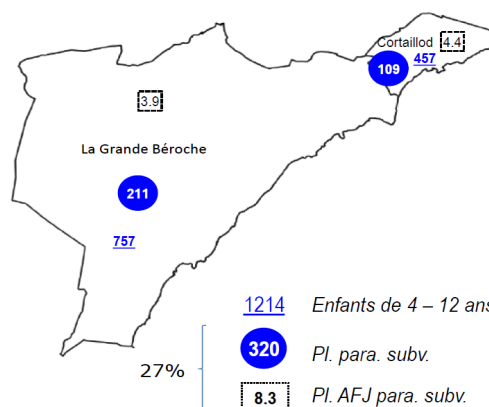 Cortaillod 4.4
457
109
3.9
La Grande Béroche
211
757
1214 Enfants de 4 – 12 ans
320 Pl. para. subv.
27%
8.3 Pl. AFJ para. subv.